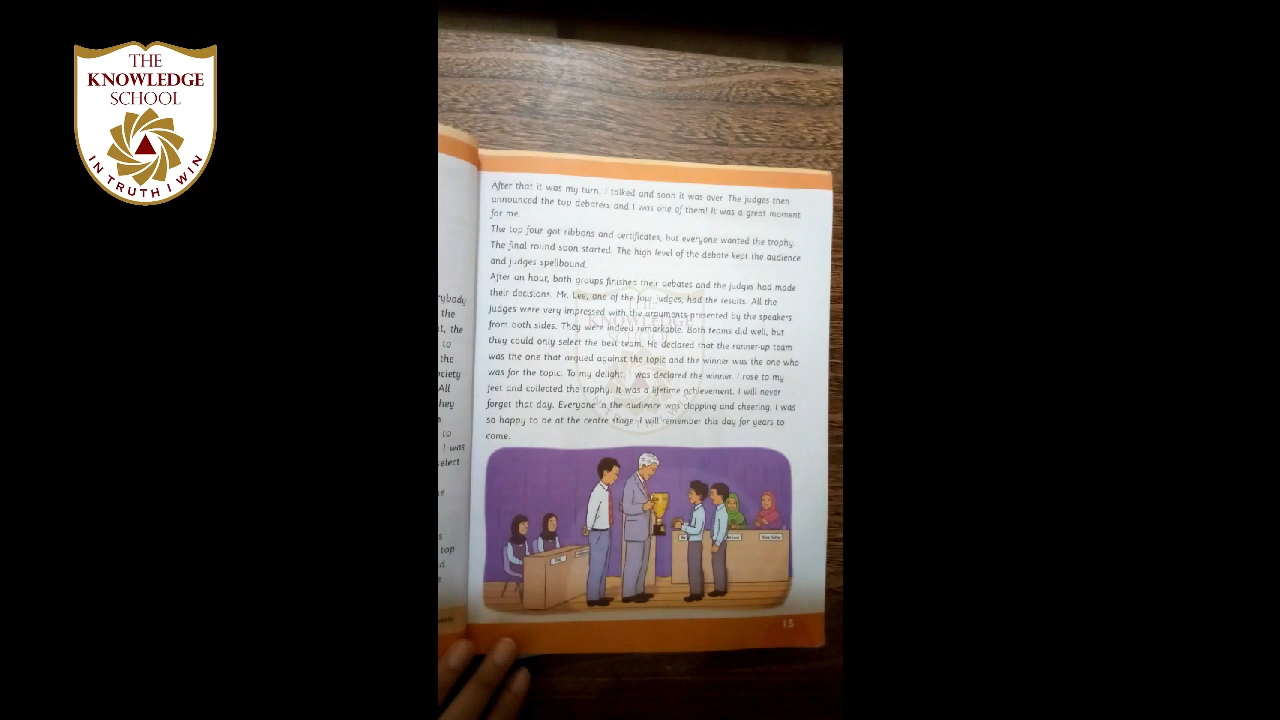 THE
KNOWLEDGE
SCHOOL
IN TRUTH I WIN
After that it was my turn. I talked and soon it was over. The judges then
announced the top debaters and I was one of them! It was a great moment
for me.
The top four got ribbons and certificates, but everyone wanted the trophy.
The final round soon started. The high level of the debate kept the audience
and judges spellbound.
After an hour, both groups finished their debates and the judges had made
their decisions. Mr. Lee, one of the four judges, had the results. All the
judges were very impressed with the arguments presented by the speakers
from both sides. They were indeed remarkable. Both teams did well, but
they could only select the best team. He declared that the runner-up team
was the one that argued against the topic and the winner was the one who
was for the topic. To my delight, I was declared the winner. I rose to my
feet and collected the trophy. It was a lifetime achievement. I will never
forget that day. Everyone in the audience was clapping and cheering. I was
so happy to be at the centre stage. I will remember this day for years to
come.
15
the
t, the
to
the
All
to
I was
top